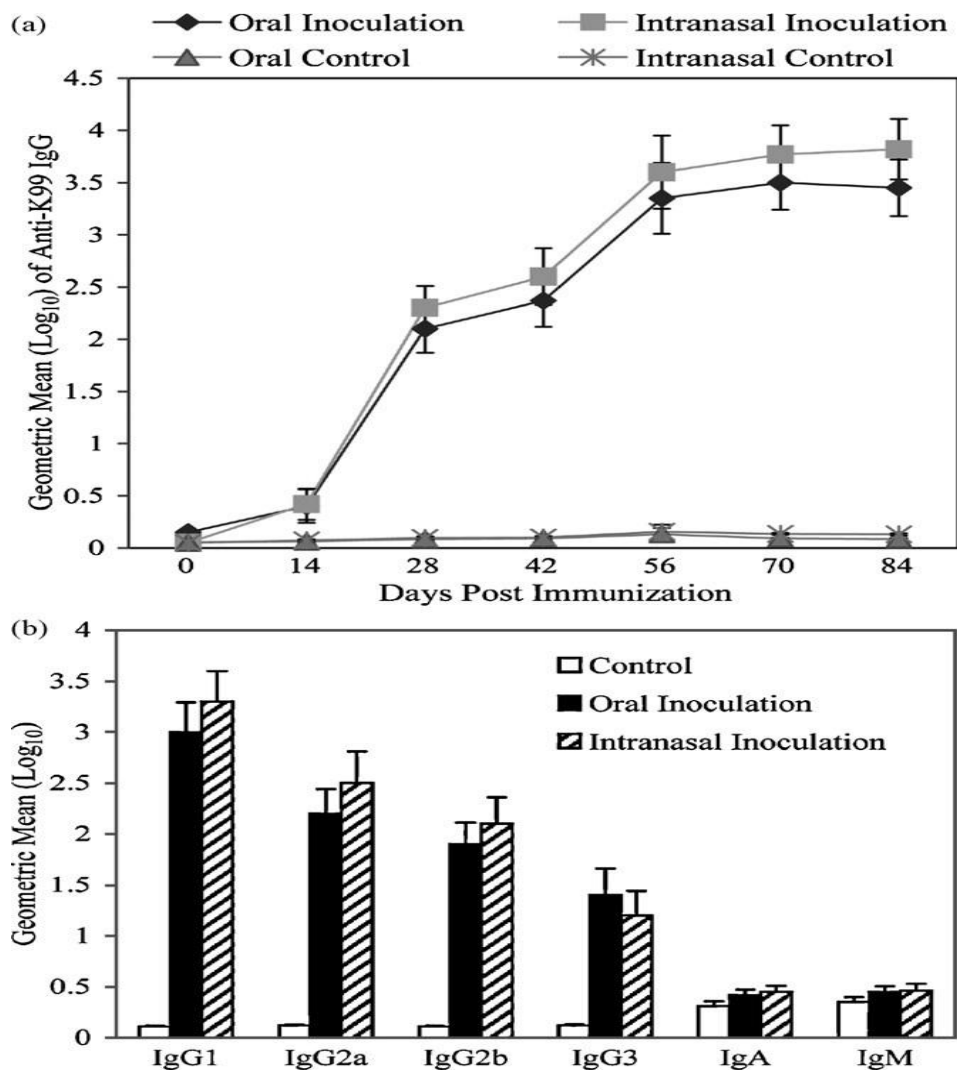 (a)
Oral Inoculation Intranasal Inoculation
Oral Control Intranasal Control
Geometric Mean (Log10) of Anti-K99 IgG
4.5
4
3.5
3
2.5
2
1.5
1
0.5
0
0 14 28 42 56 70 84
Days Post Immunization
(b)
Geometric Mean (Log10)
4
3.5
3
2.5
2
1.5
1
0.5
0
Control
Oral Inoculation
Intranasal Inoculation
IgG1 IgG2a IgG2b IgG3 IgA IgM